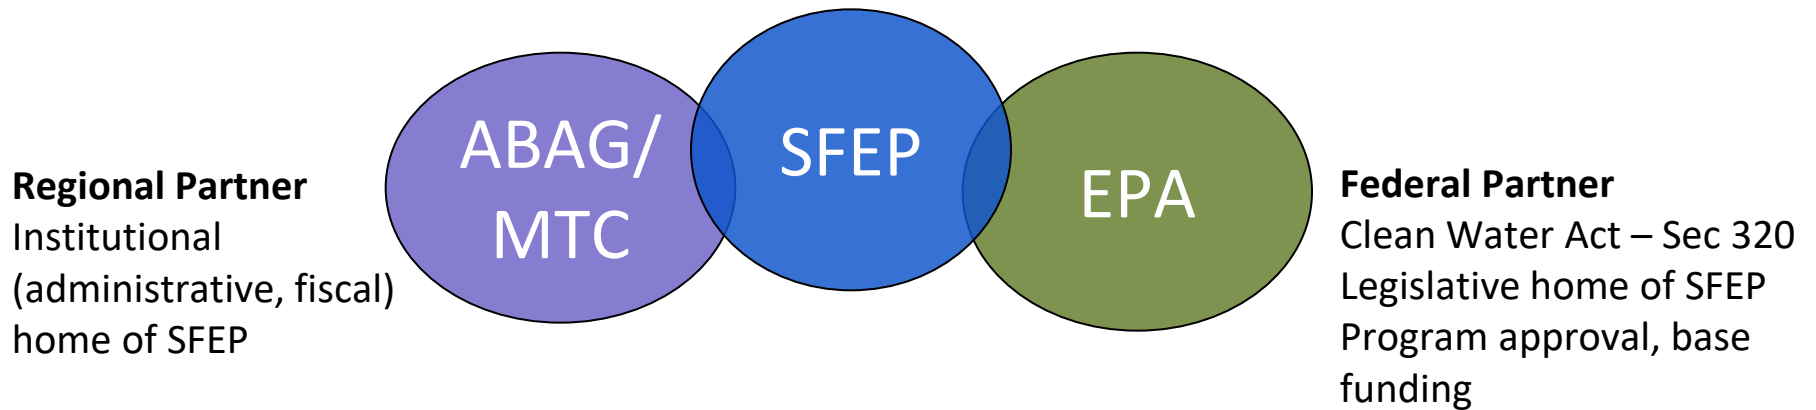 Regional Partner
Institutional
(administrative, fiscal)
home of SFEP
ABAG/
MTC
SFEP
EPA
Federal Partner
Clean Water Act – Sec 320
Legislative home of SFEP
Program approval, base
funding